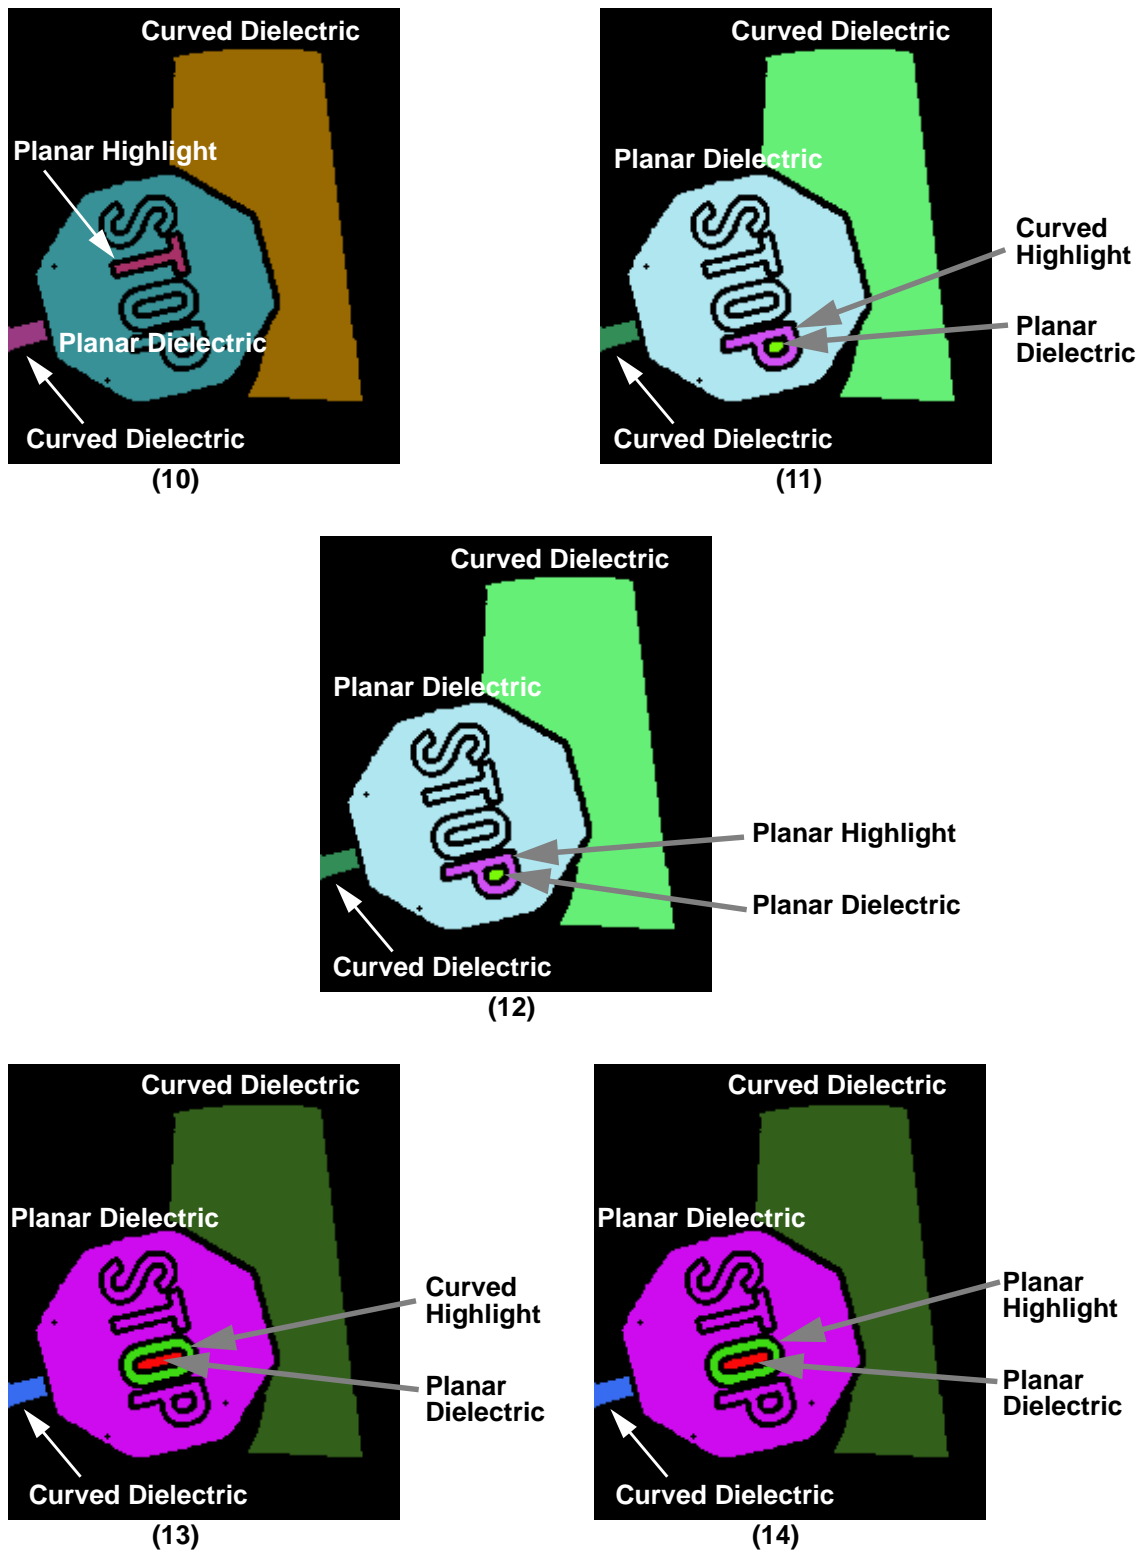 Curved Dielectric
Planar Highlight
STOP
Planar Dielectric
Curved Dielectric
(10)
Curved Dielectric
Planar Dielectric
STOP
Curved
Highlight
Planar
Dielectric
Curved Dielectric
(11)
Curved Dielectric
Planar Dielectric
STOP
Planar Highlight
Planar Dielectric
Curved Dielectric
(12)
Curved Dielectric
Planar Dielectric
STOP
Curved
Highlight
Planar
Dielectric
Curved Dielectric
(13)
Curved Dielectric
Planar Dielectric
STOP
Planar
Highlight
Planar
Dielectric
Curved Dielectric
(14)